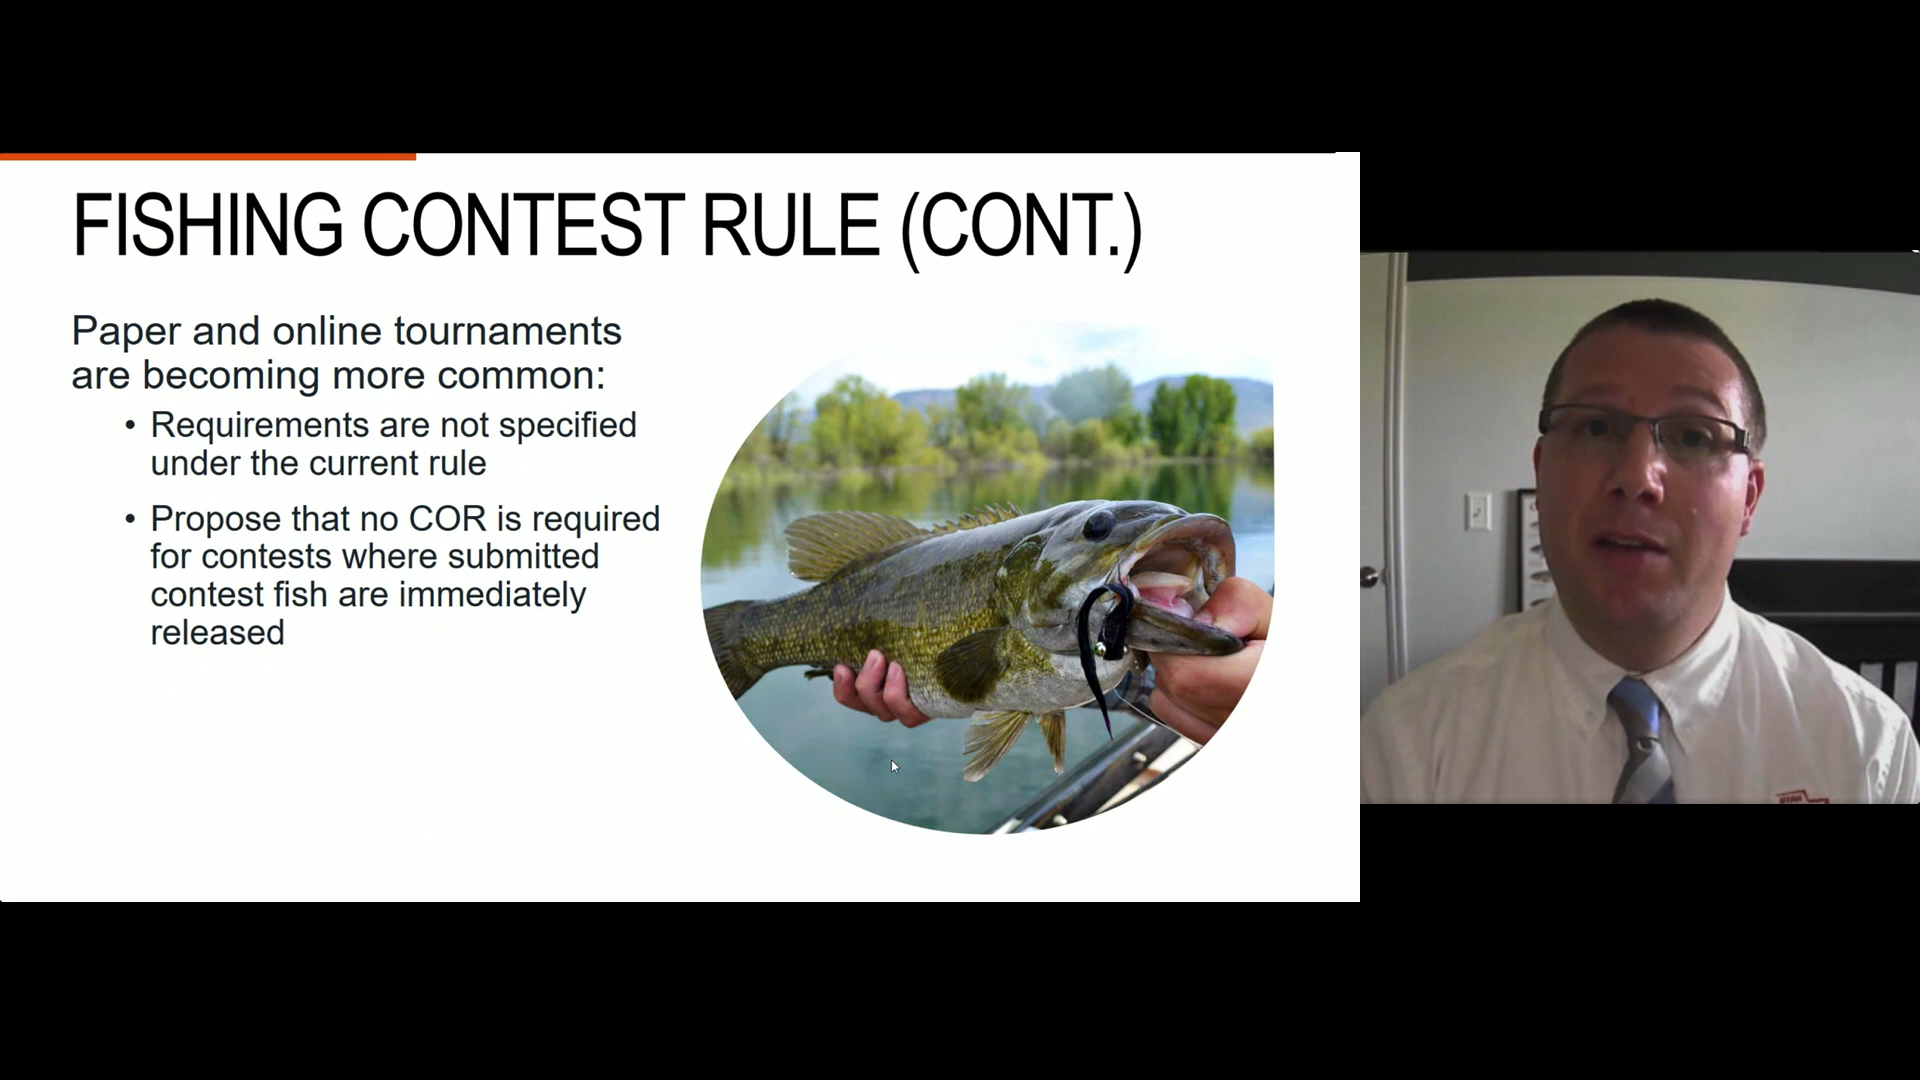 FISHING CONTEST RULE (CONT.)
Paper and online tournaments
are becoming more common:
• Requirements are not specified
under the current rule
• Propose that no COR is required
for contests where submitted
contest fish are immediately
released
UTAH